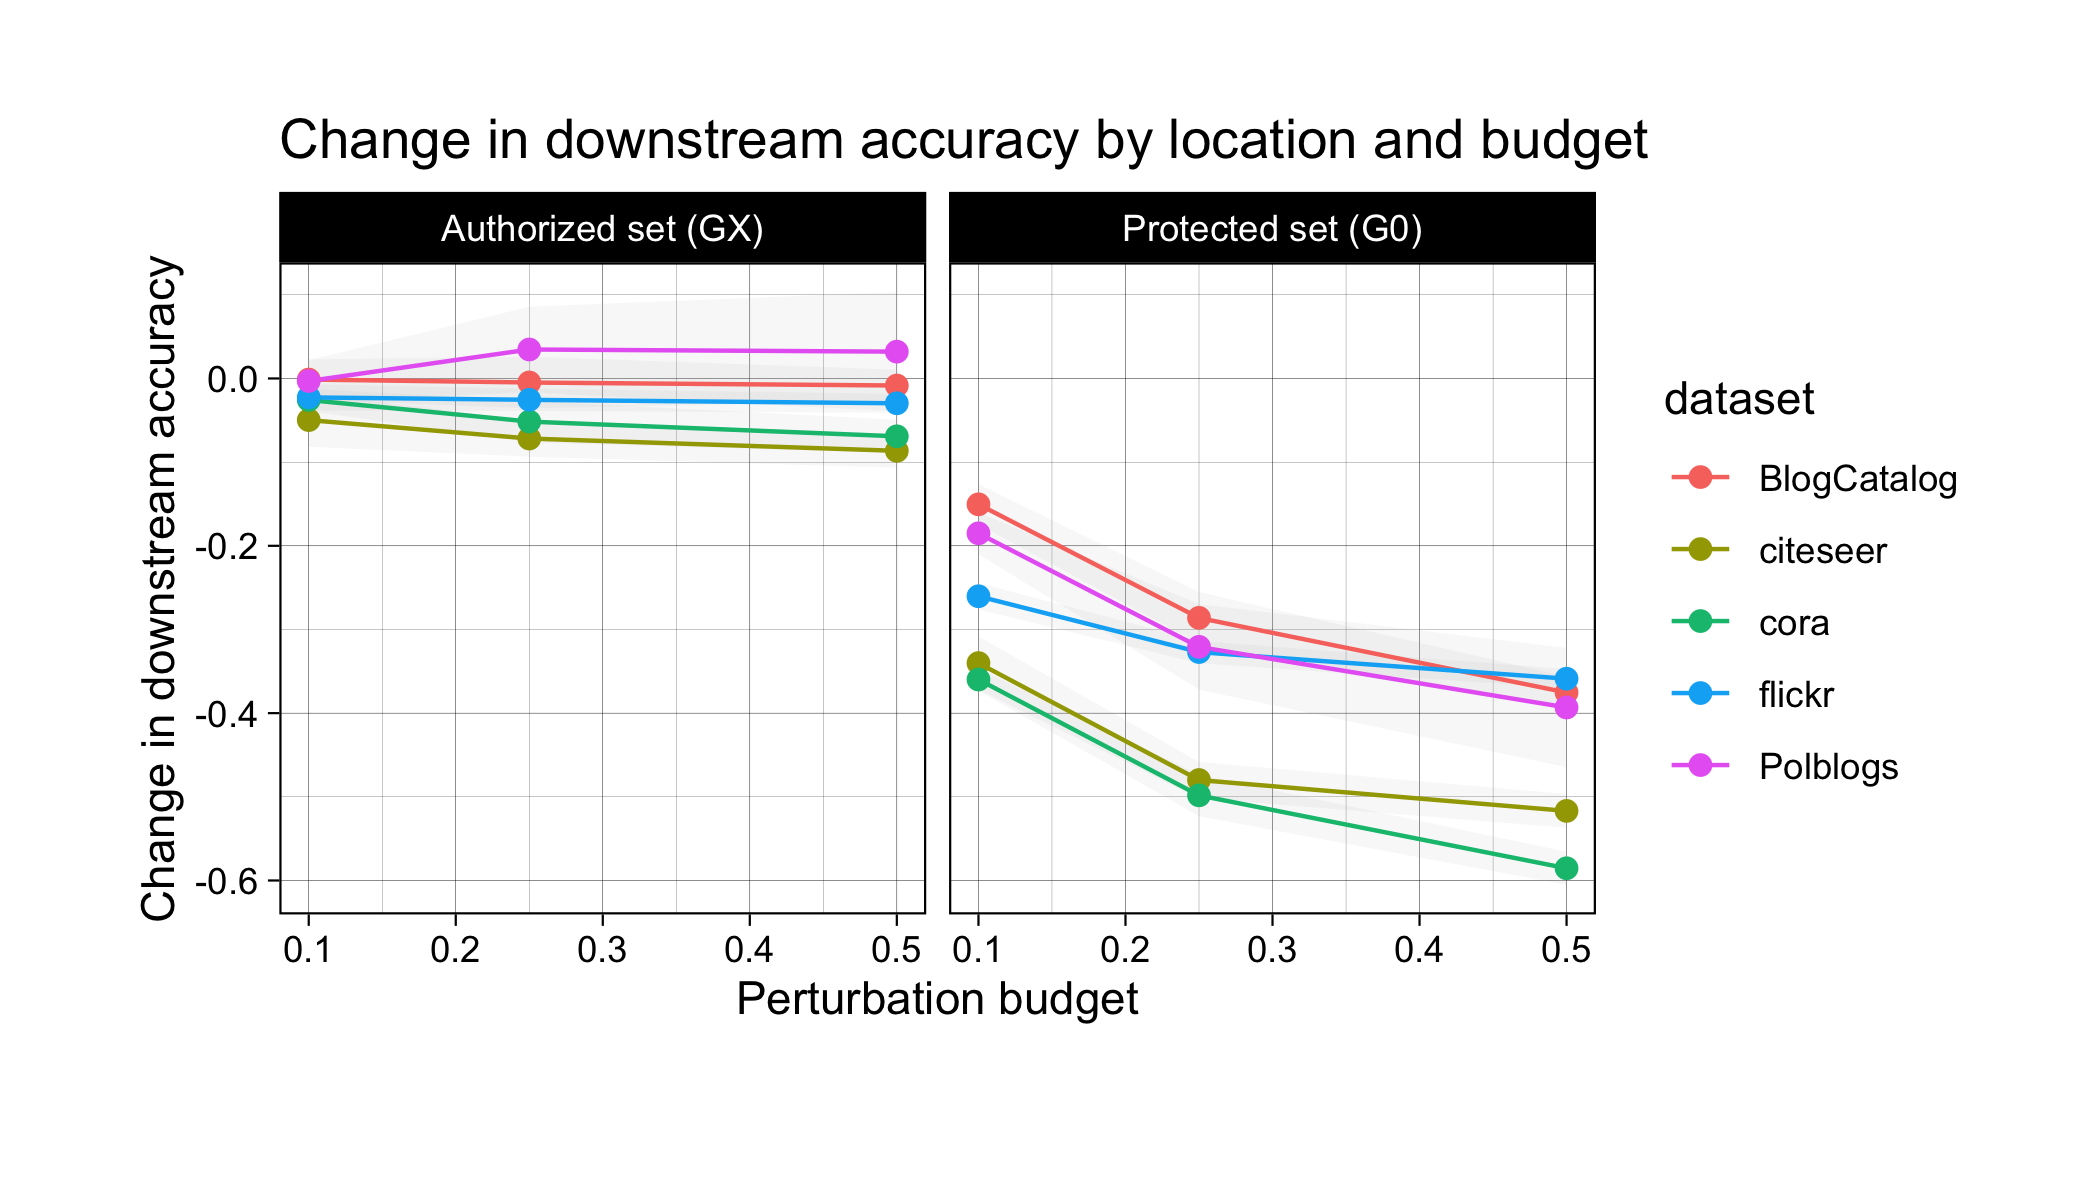 Change in downstream accuracy by location and budget
Authorized set (GX)
Protected set (G0)
Change in downstream accuracy
0.0
-0.2
-0.4
-0.6
0.1 0.2 0.3 0.4 0.5
0.1 0.2 0.3 0.4 0.5
Perturbation budget
dataset
BlogCatalog
citeseer
cora
flickr
Polblogs